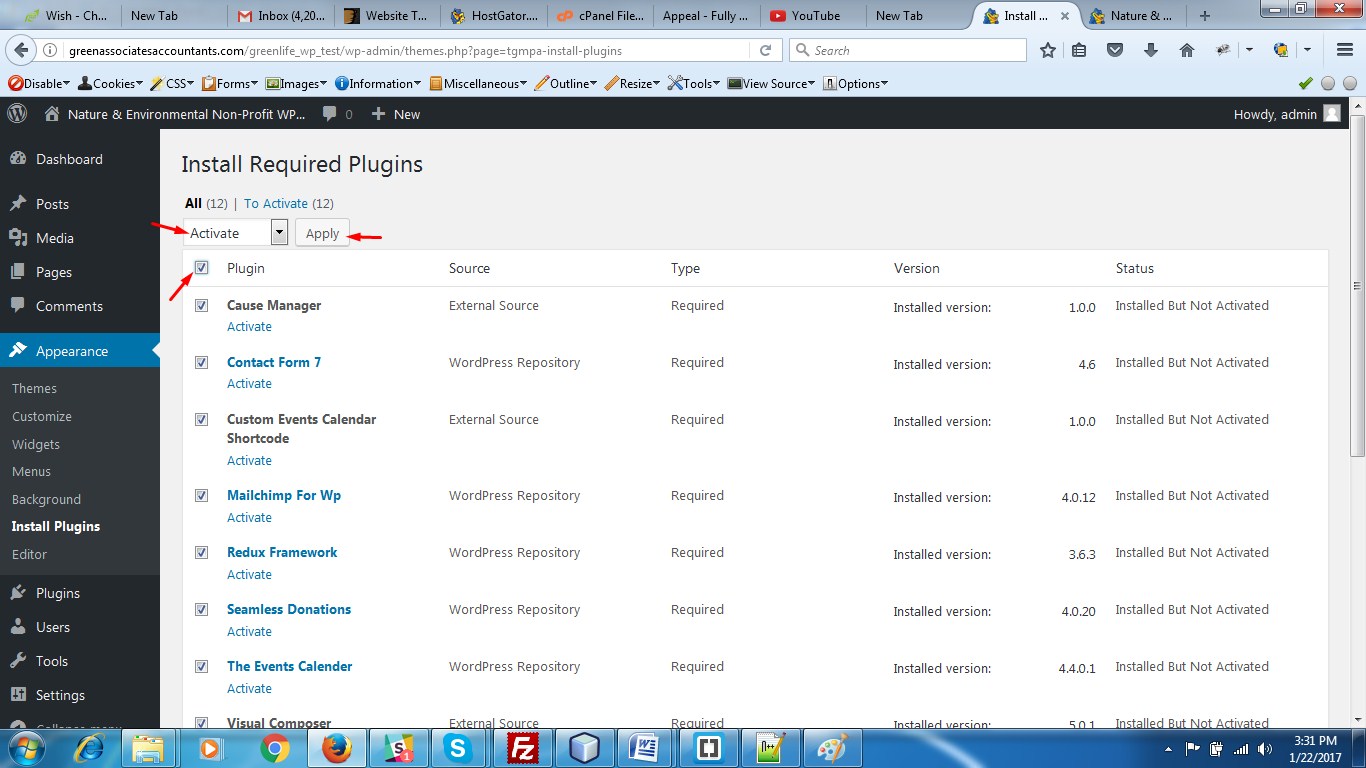 Wish - Ch...
New Tab
Inbox (4,20...
Website T...
HostGator....
cPanel File...
Appeal - Fully ...
YouTube
New Tab
Install ...
Nature & ...
greenassociatesaccountants.com/greenlife_wp_test/wp-admin/themes.php?page=tgmpa-install-plugins
Search
Disable Cookies CSS Forms Images Information Miscellaneous Outline Resize Tools View Source Options
Nature & Environmental Non-Profit WP... 0 New
Howdy, admin
Dashboard
Posts
Media
Pages
Comments
Appearance
Themes
Customize
Widgets
Menus
Background
Install Plugins
Editor
Plugins
Users
Tools
Settings
Collapse menu
Install Required Plugins
All (12) | To Activate (12)
Activate Apply
Plugin Source Type Version Status
Cause Manager External Source Required Installed version: 1.0.0 Installed But Not Activated
Activate
Contact Form 7 WordPress Repository Required Installed version: 4.6 Installed But Not Activated
Activate
Custom Events Calendar External Source Required Installed version: 1.0.0 Installed But Not Activated
Shortcode
Activate
Mailchimp For Wp WordPress Repository Required Installed version: 4.0.12 Installed But Not Activated
Activate
Redux Framework WordPress Repository Required Installed version: 3.6.3 Installed But Not Activated
Activate
Seamless Donations WordPress Repository Required Installed version: 4.0.20 Installed But Not Activated
Activate
The Events Calender WordPress Repository Required Installed version: 4.4.0.1 Installed But Not Activated
Activate
Visual Composer External Source Required Installed version: 5.0.1 Installed But Not Activated
3:31 PM
1/22/2017